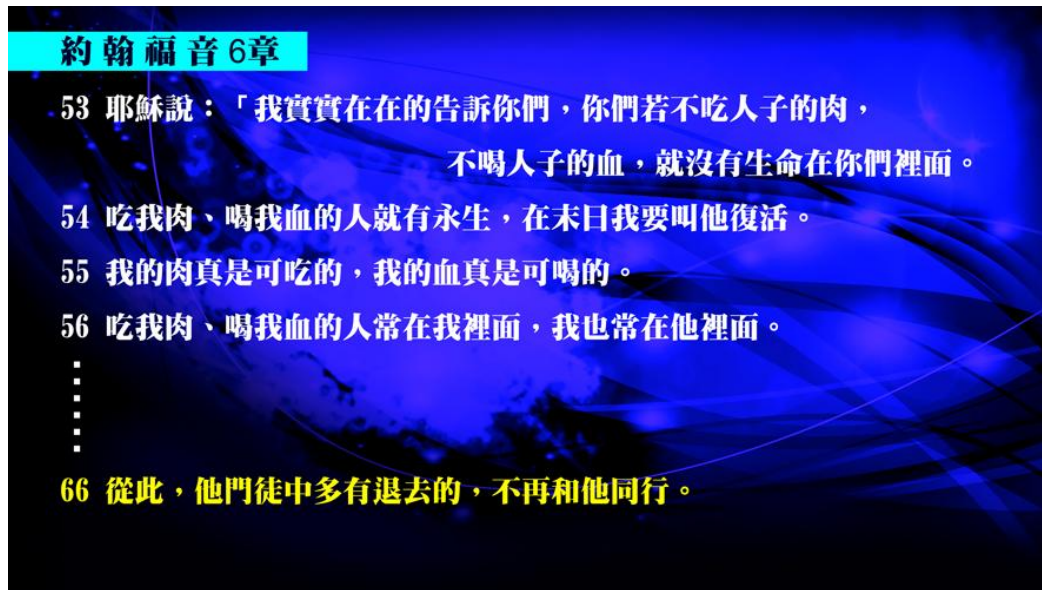 約翰福音6章
53 耶穌說：「我實實在在的告訴你們，你們若不吃人子的肉，
不喝人子的血，就沒有生命在你們裡面。
54 吃我肉、喝我血的人就有永生，在末日我要叫他復活。
55 我的肉真是可吃的，我的血真是可喝的。
56 吃我肉、喝我血的人常在我裡面，我也常在他裡面。
⋮
66 從此，他門徒中多有退去的，不再和他同行。